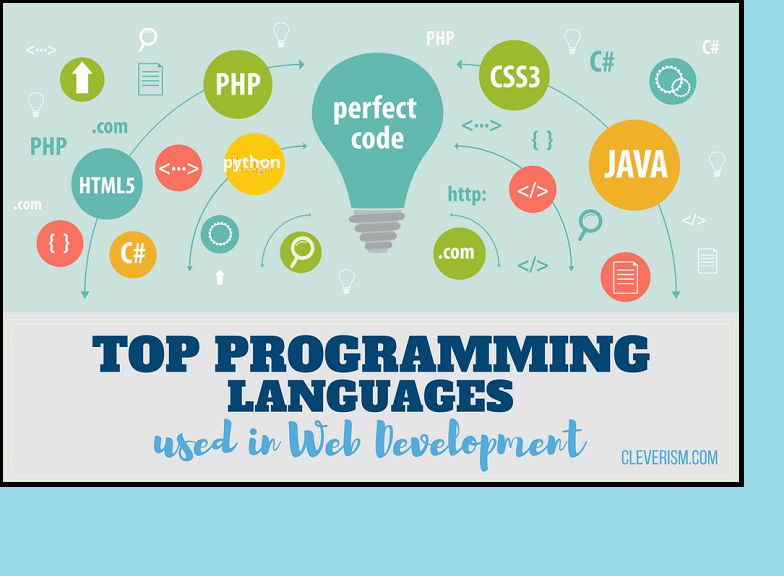 <···>
PHP
PHP
CSS3
C#
C#
perfect
code
.com
PHP
HTML5
<···>
python
<···>
{ }
JAVA
</>
http:
.com
{ }
C#
.com
</>
</>
TOP PROGRAMMING
LANGUAGES
used in Web Development
CLEVERISM.COM